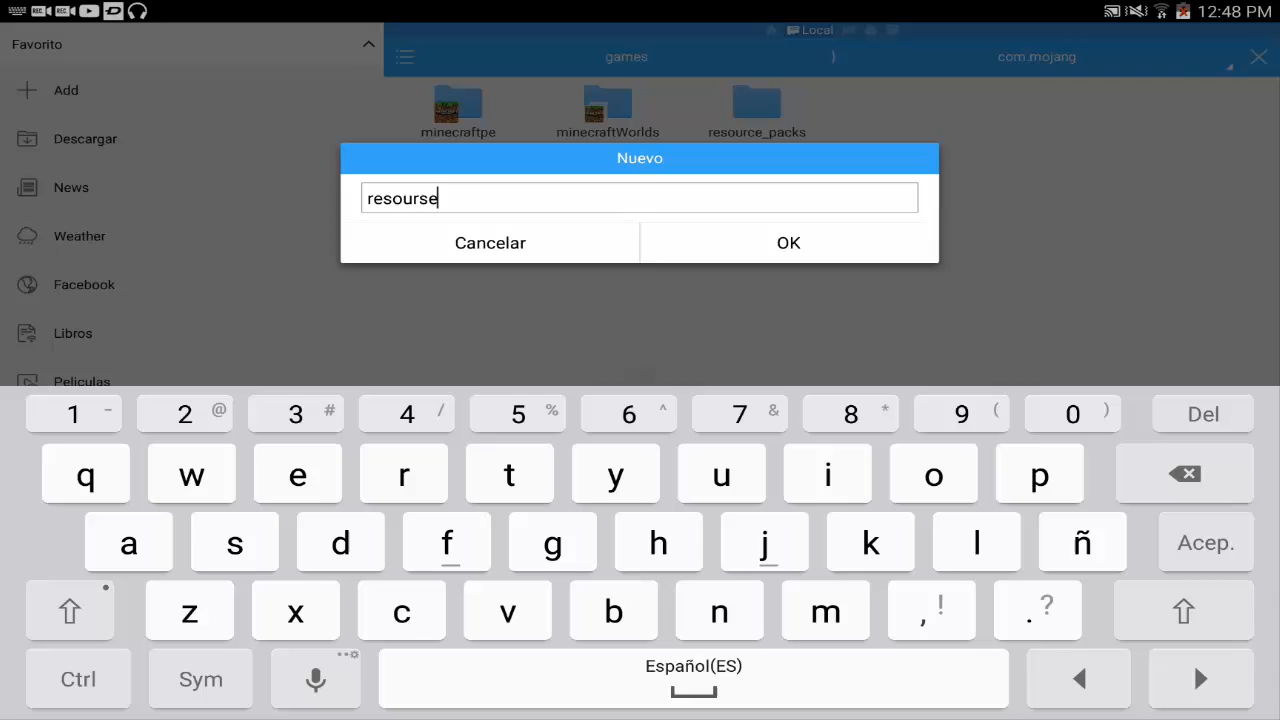 REC REC 12:48 PM
Favorito
Local
games
com.mojang
Add
Descargar
News
Weather
Facebook
Libros
Peliculas
minecraftpe
minecraftWorlds
resource_packs
Nuevo
resourse
Cancelar OK
1 - 2 @ 3 # 4 / 5 % 6 ^ 7 & 8 * 9 ( 0 ) Del
q w e r t y u i o p
a s d f g h j k l ñ Acep.
z x c v b n m , ! . ?
Ctrl Sym Español(ES)